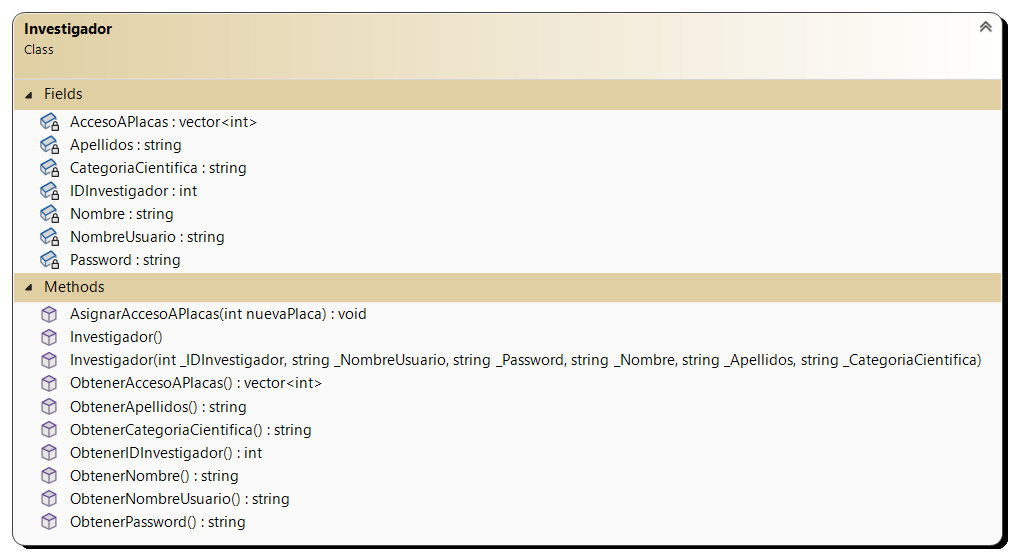 Investigador
Class
Fields
AccesoAPlacas : vector<int>
Apellidos : string
CategoriaCientifica : string
IDInvestigador : int
Nombre : string
NombreUsuario : string
Password : string
Methods
AsignarAccesoAPlacas(int nuevaPlaca) : void
Investigador()
Investigador(int _IDInvestigador, string _NombreUsuario, string _Password, string _Nombre, string _Apellidos, string _CategoriaCientifica)
ObtenerAccesoAPlacas() : vector<int>
ObtenerApellidos() : string
ObtenerCategoriaCientifica() : string
ObtenerIDInvestigador() : int
ObtenerNombre() : string
ObtenerNombreUsuario() : string
ObtenerPassword() : string